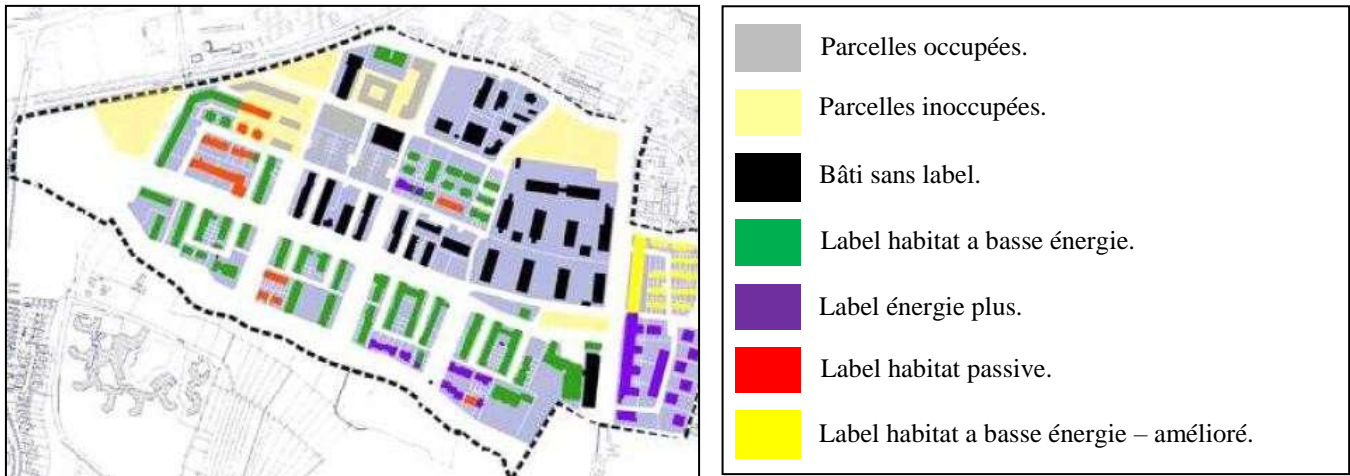 Parcelles occupées.
Parcelles inoccupées.
Bâti sans label.
Label habitat a basse énergie.
Label énergie plus.
Label habitat passive.
Label habitat a basse énergie – amélioré.